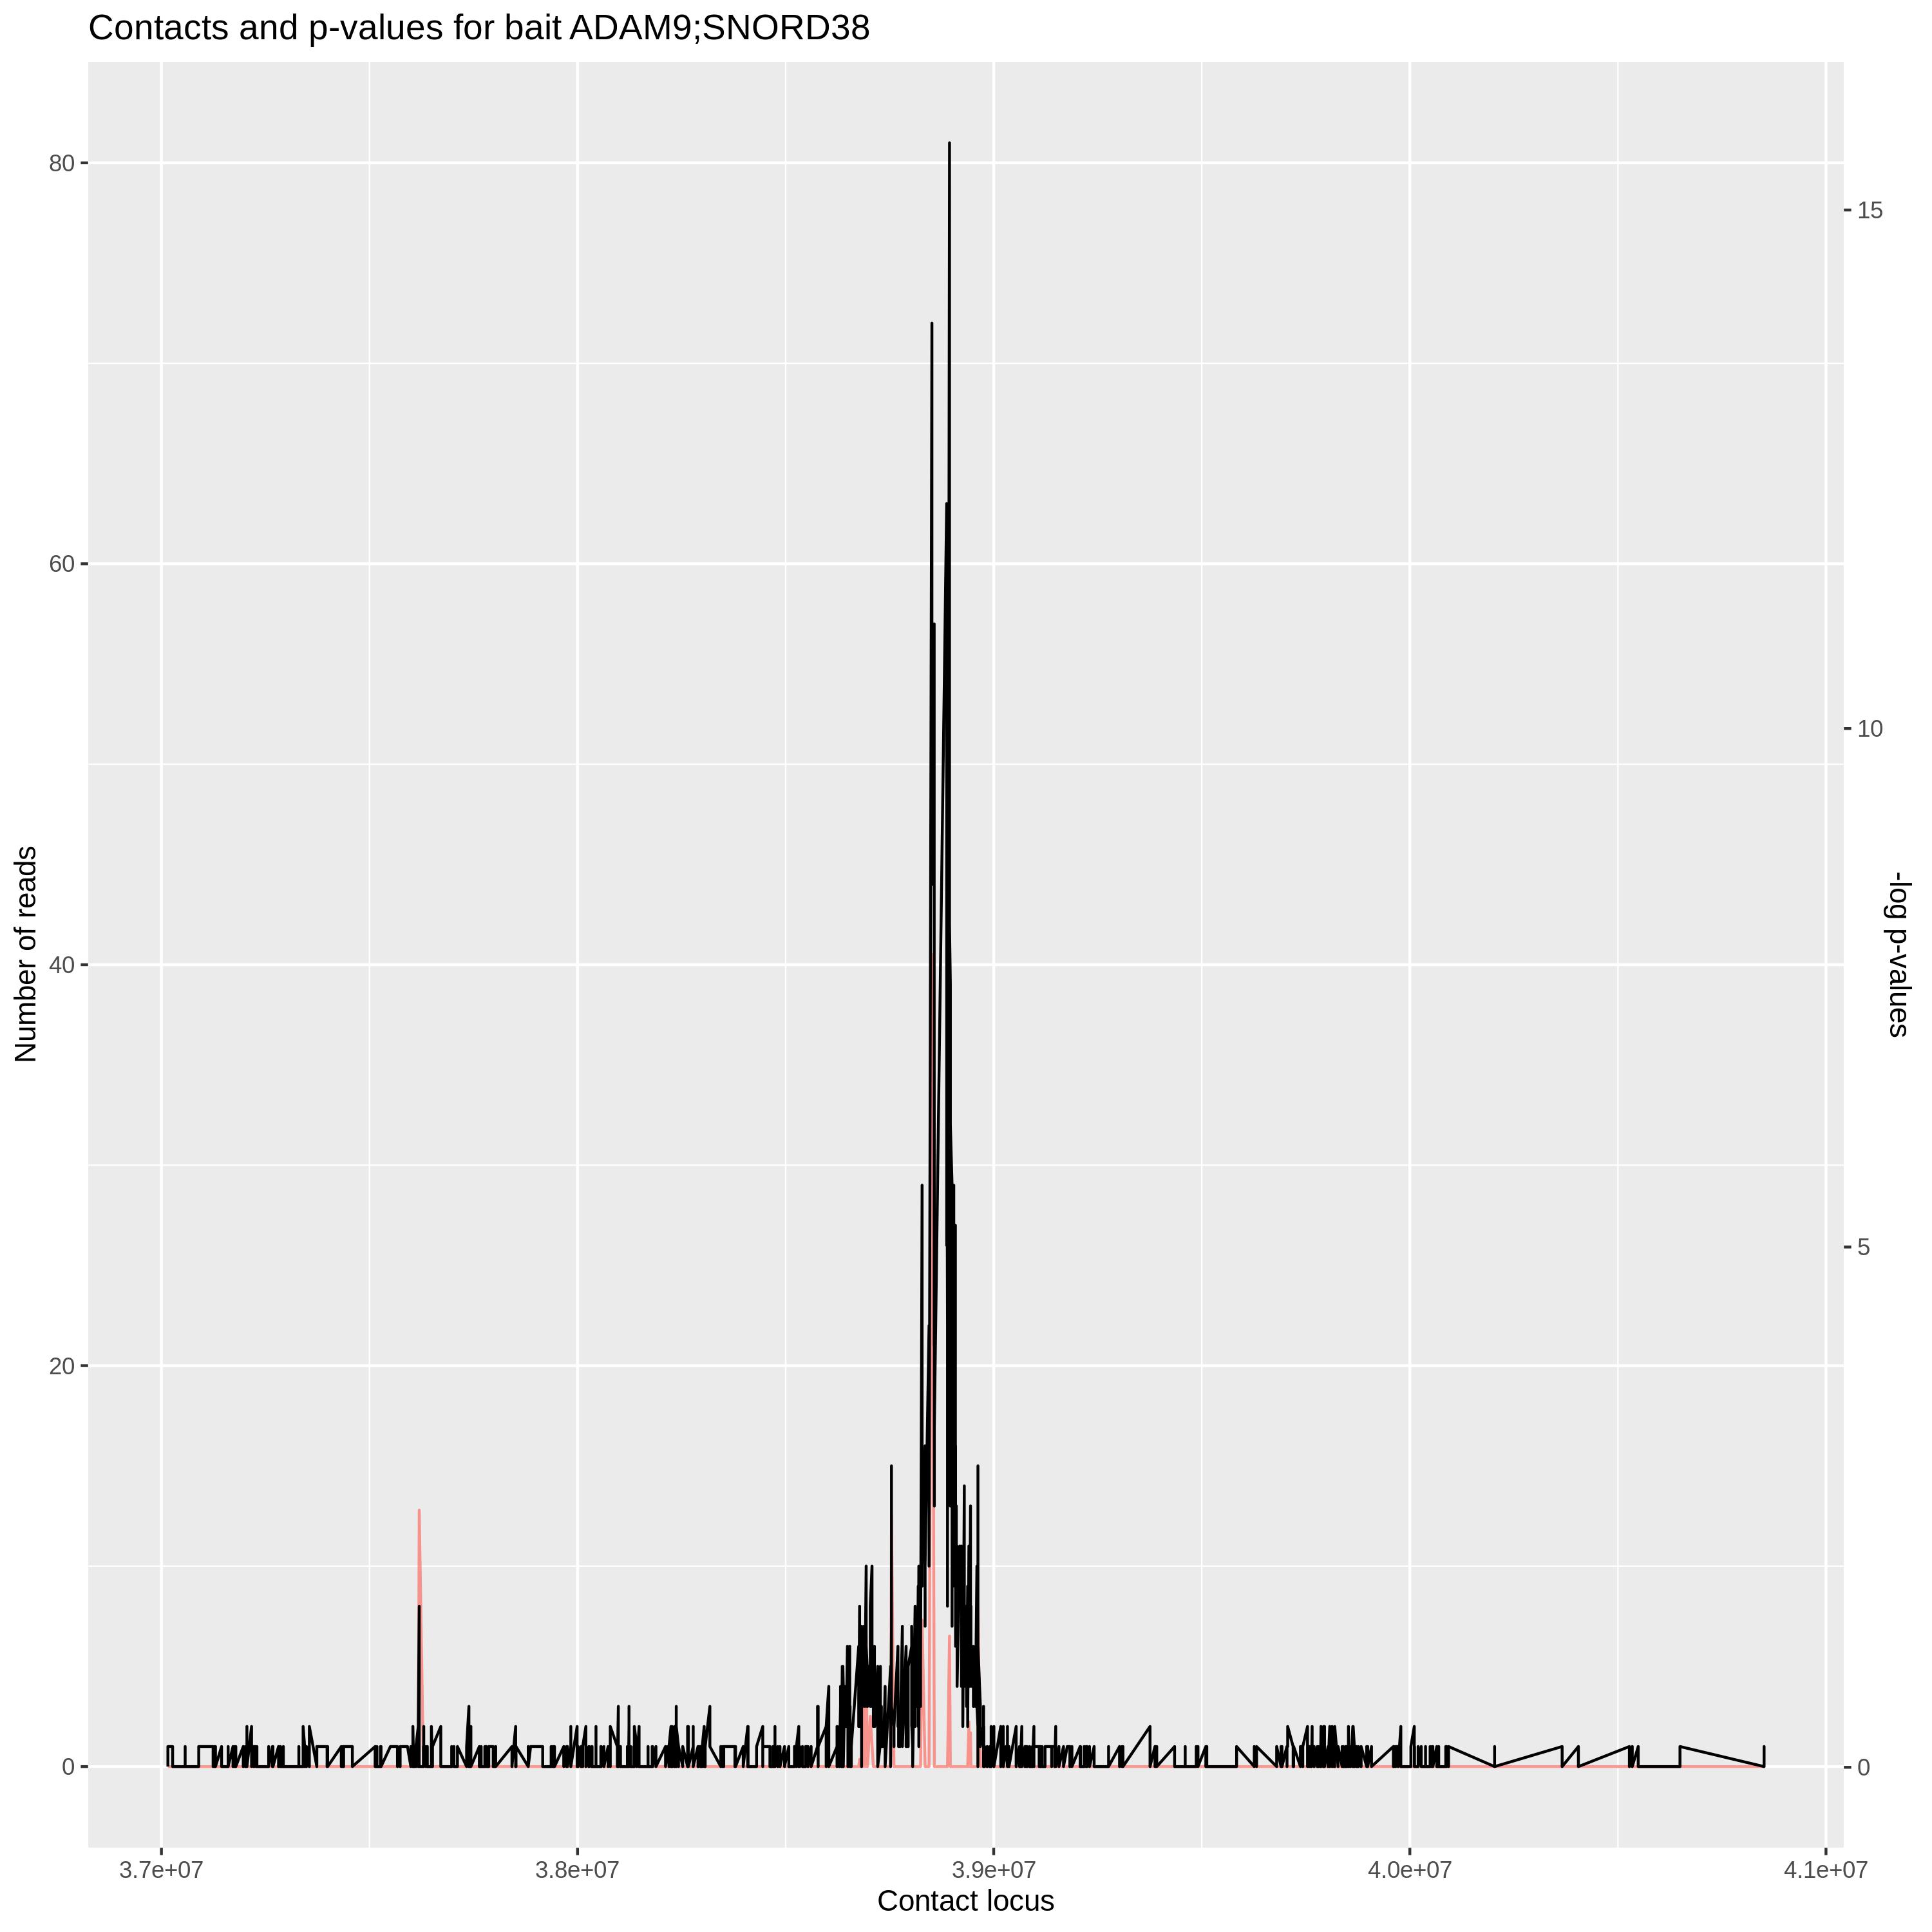 Contacts and p-values for bait ADAM9;SNORD38
80
60
40
20
0
Number of reads
15
10
5
0
-log p-values
3.7e+07
3.8e+07
3.9e+07
4.0e+07
4.1e+07
Contact locus